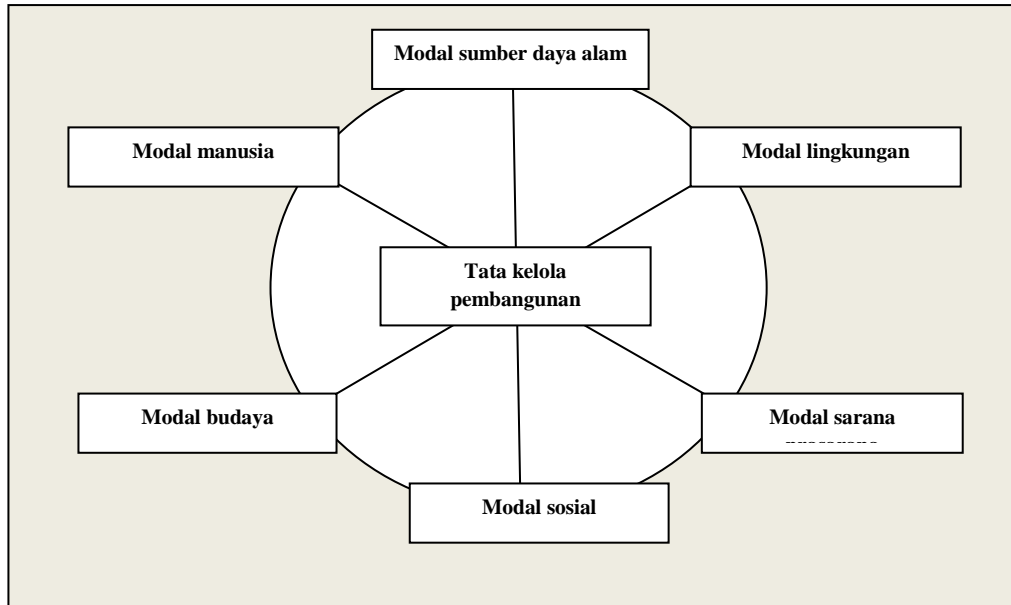 Modal sumber daya alam
Modal manusia
Modal lingkungan
Tata kelola
pembangunan
Modal budaya
Modal sarana
Modal sosial